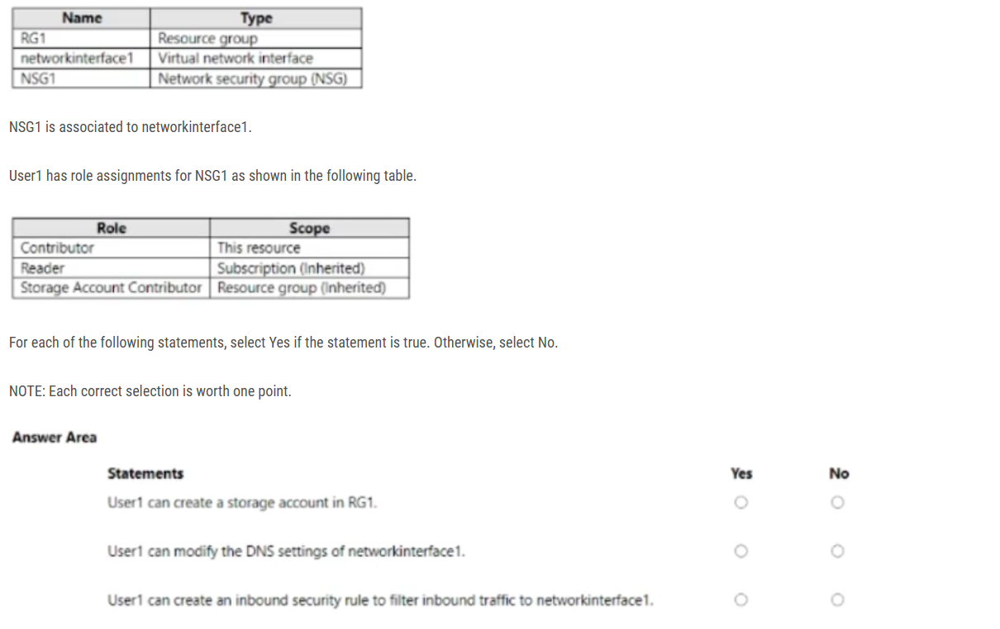 Name Type
RG1 Resource group
networkinterface1 Virtual network interface
NSG1 Network security group (NSG)
NSG1 is associated to networkinterface1.
User1 has role assignments for NSG1 as shown in the following table.
Role Scope
Contributor This resource
Reader Subscription (Inherited)
Storage Account Contributor Resource group (Inherited)
For each of the following statements, select Yes if the statement is true. Otherwise, select No.
NOTE: Each correct selection is worth one point.
Answer Area
Statements Yes No
User1 can create a storage account in RG1.
User1 can modify the DNS settings of networkinterface1.
User1 can create an inbound security rule to filter inbound traffic to networkinterface1.